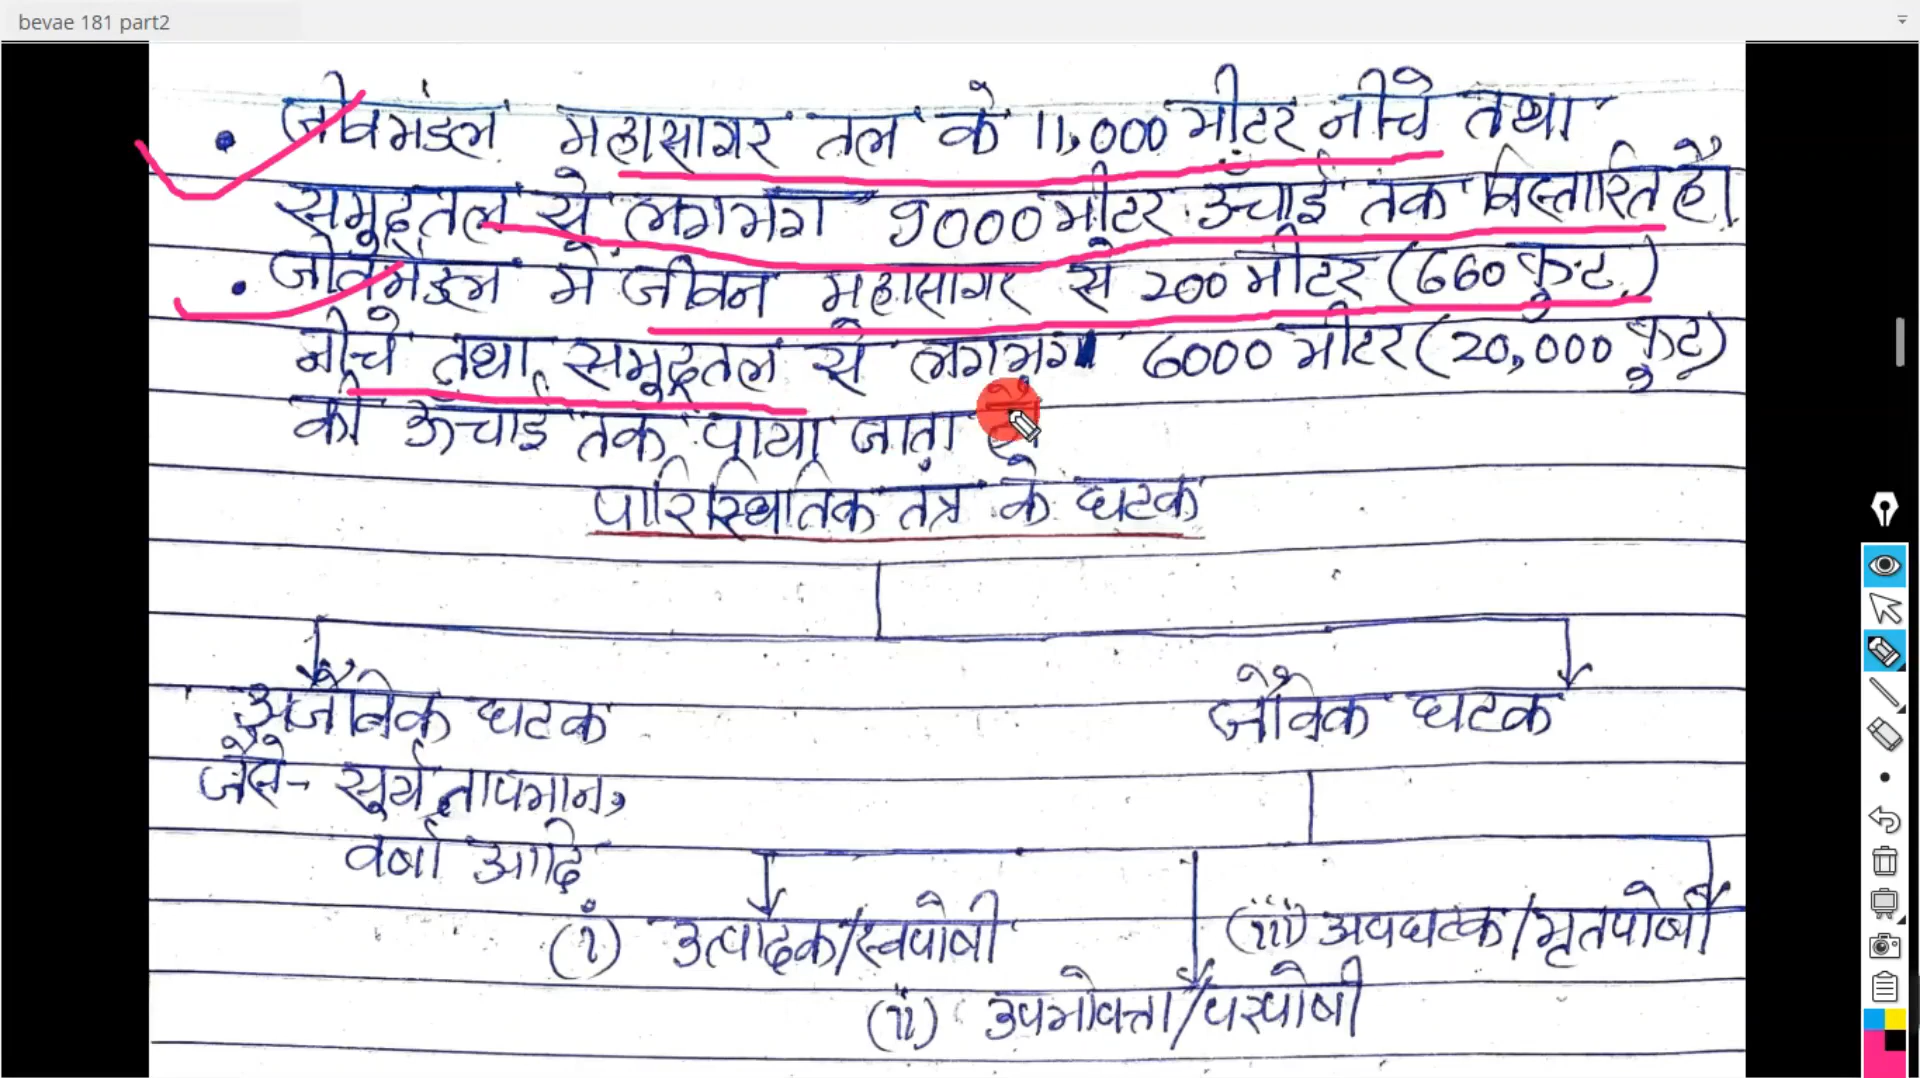 bevae 181 part2
• जीवमंडल महासागर तल के 11,000 मीटर नीचे तथा
समुद्रतल से लगभग 9000 मीटर ऊँचाई तक विस्तारित है।
• जीवमंडल में जीवन महासागर से 200 मीटर (660 फुट)
नीचे तथा समुद्रतल से लगभग 6000 मीटर (20,000 फुट)
की ऊँचाई तक पाया जाता है
पारिस्थितिक तंत्र के घटक
अजैविक घटक
जैविक घटक
जैसे- सूर्य, तापमान,
वर्षा आदि
(i) उत्पादक/स्वपोषी
(iii) अपघटक/मृतपोषी
(ii) उपभोक्ता/परपोषी